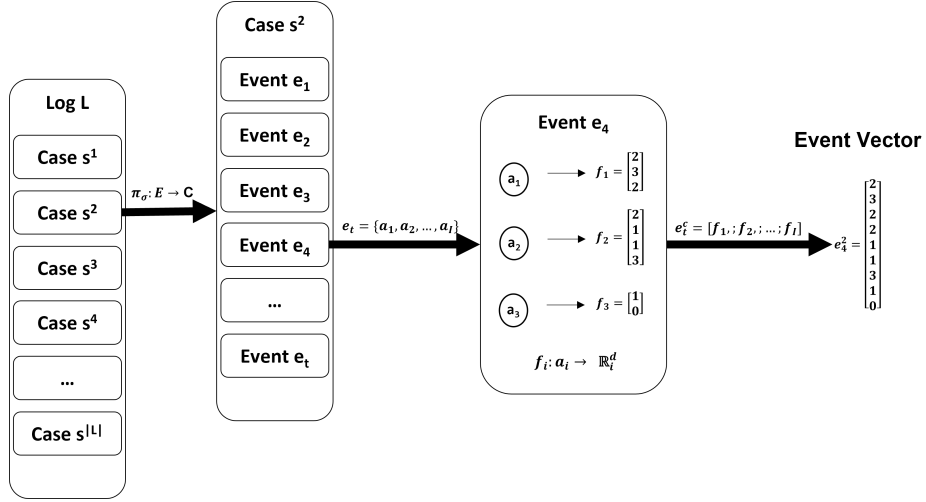 Log L
Case s¹
Case s²
Case s³
Case s⁴
...
Case s|L|
π_σ: E → C
Case s²
Event e₁
Event e₂
Event e₃
Event e₄
...
Event eₜ
eₜ = {a₁, a₂, ..., a_I}
Event e₄
a₁ → f₁ = [2 3 2]
a₂ → f₂ = [2 1 1 3]
a₃ → f₃ = [1 0]
fᵢ: aᵢ → ℝᵢᵈ
eₜᶜ = [f₁,; f₂,; ...; f_I]
Event Vector
e₄² = [2 3 2 2 1 1 3 1 0]